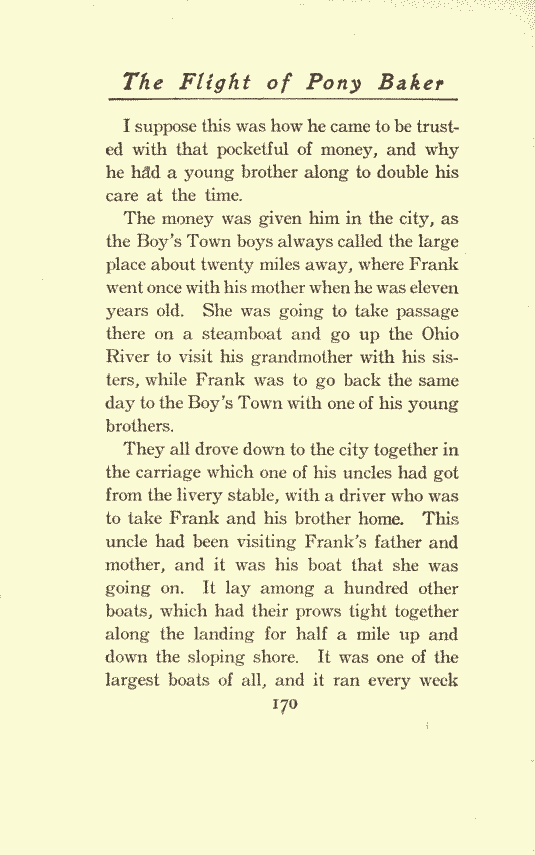 The Flight of Pony Baker
I suppose this was how he came to be trust-
ed with that pocketful of money, and why
he had a young brother along to double his
care at the time.
The money was given him in the city, as
the Boy's Town boys always called the large
place about twenty miles away, where Frank
went once with his mother when he was eleven
years old. She was going to take passage
there on a steamboat and go up the Ohio
River to visit his grandmother with his sis-
ters, while Frank was to go back the same
day to the Boy's Town with one of his young
brothers.
They all drove down to the city together in
the carriage which one of his uncles had got
from the livery stable, with a driver who was
to take Frank and his brother home. This
uncle had been visiting Frank's father and
mother, and it was his boat that she was
going on. It lay among a hundred other
boats, which had their prows tight together
along the landing for half a mile up and
down the sloping shore. It was one of the
largest boats of all, and it ran every week
170